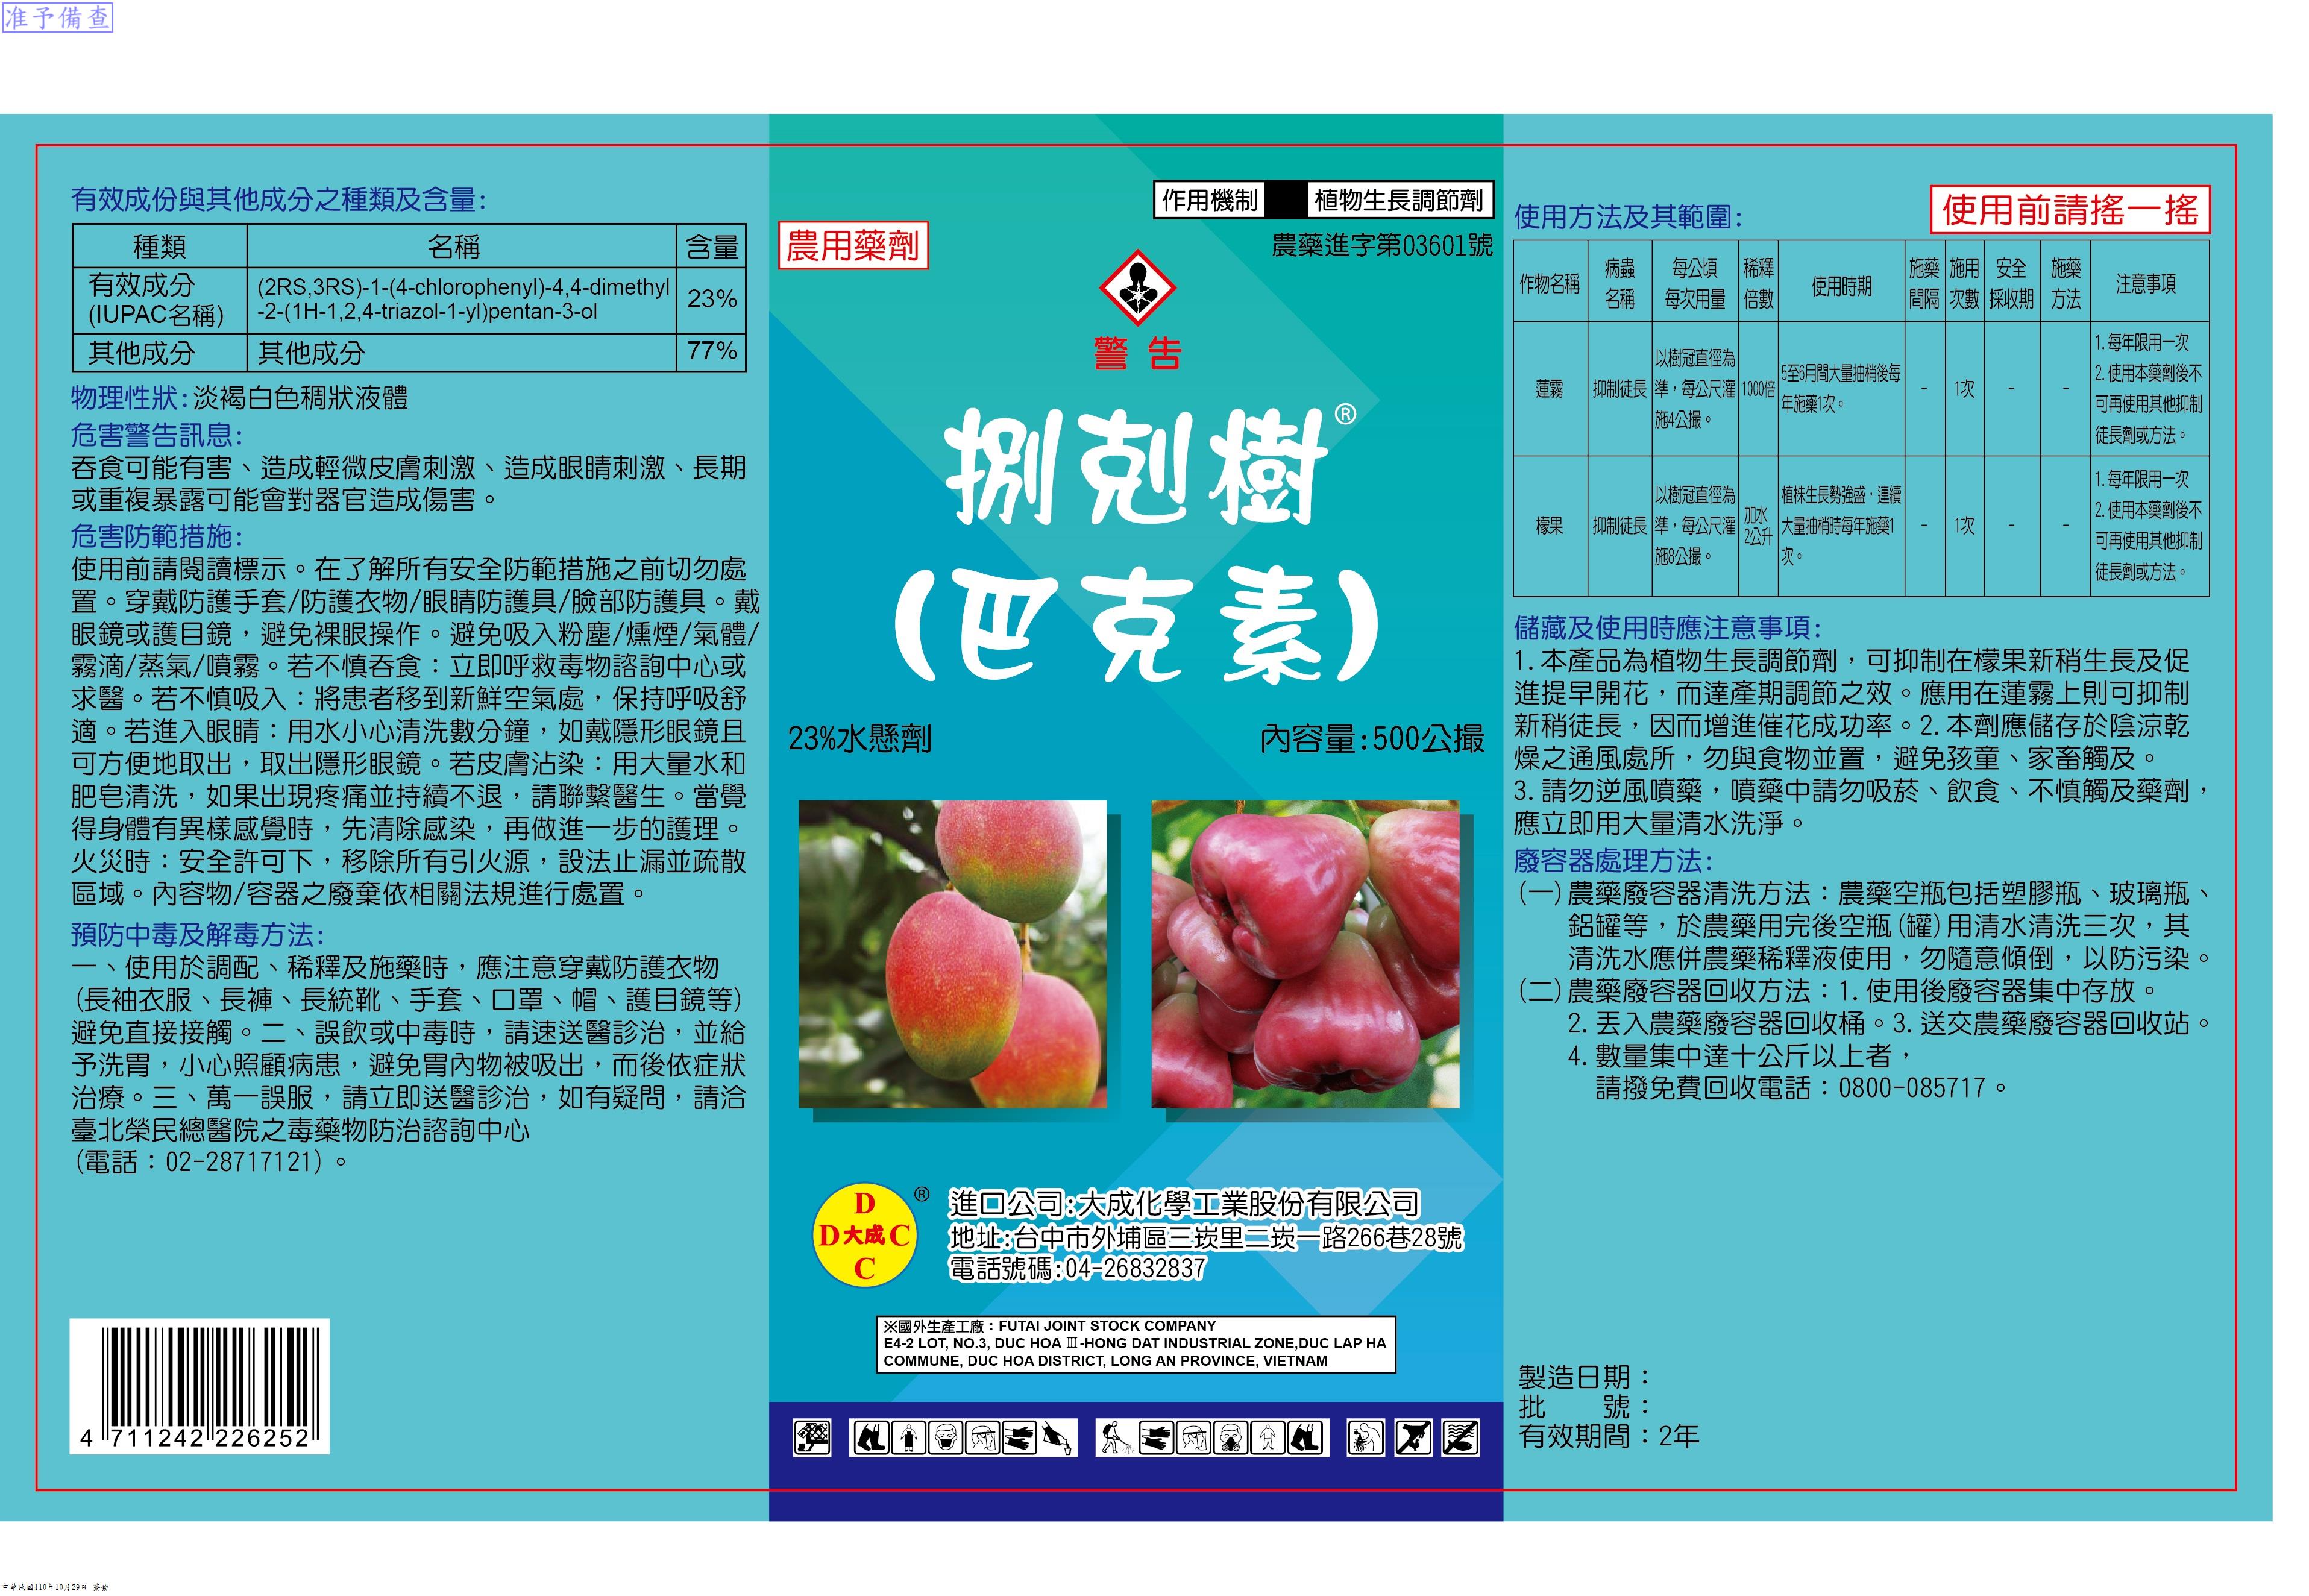 准予備查
有效成份與其他成分之種類及含量:
種類 名稱 含量
有效成分
(IUPAC名稱)
(2RS,3RS)-1-(4-chlorophenyl)-4,4-dimethyl
-2-(1H-1,2,4-triazol-1-yl)pentan-3-ol
23%
其他成分 其他成分 77%
物理性狀:淡褐白色稠狀液體
危害警告訊息:
吞食可能有害、造成輕微皮膚刺激、造成眼睛刺激、長期
或重複暴露可能會對器官造成傷害。
危害防範措施:
使用前請閱讀標示。在了解所有安全防範措施之前切勿處
置。穿戴防護手套/防護衣物/眼睛防護具/臉部防護具。戴
眼鏡或護目鏡，避免裸眼操作。避免吸入粉塵/燻煙/氣體/
霧滴/蒸氣/噴霧。若不慎吞食：立即呼救毒物諮詢中心或
求醫。若不慎吸入：將患者移到新鮮空氣處，保持呼吸舒
適。若進入眼睛：用水小心清洗數分鐘，如戴隱形眼鏡且
可方便地取出，取出隱形眼鏡。若皮膚沾染：用大量水和
肥皂清洗，如果出現疼痛並持續不退，請聯繫醫生。當覺
得身體有異樣感覺時，先清除感染，再做進一步的護理。
火災時：安全許可下，移除所有引火源，設法止漏並疏散
區域。內容物/容器之廢棄依相關法規進行處置。
預防中毒及解毒方法:
一、使用於調配、稀釋及施藥時，應注意穿戴防護衣物
(長袖衣服、長褲、長統靴、手套、口罩、帽、護目鏡等)
避免直接接觸。二、誤飲或中毒時，請速送醫診治，並給
予洗胃，小心照顧病患，避免胃內物被吸出，而後依症狀
治療。三、萬一誤服，請立即送醫診治，如有疑問，請洽
臺北榮民總醫院之毒藥物防治諮詢中心
(電話：02-28717121)。
4 711242 226252
作用機制 植物生長調節劑
農用藥劑
農藥進字第03601號
警告
捌剋樹®
(巴克素)
23%水懸劑
內容量:500公撮
D
D大成C
C
®
進口公司:大成化學工業股份有限公司
地址:台中市外埔區三崁里二崁一路266巷28號
電話號碼:04-26832837
※國外生產工廠：FUTAI JOINT STOCK COMPANY
E4-2 LOT, NO.3, DUC HOA Ⅲ-HONG DAT INDUSTRIAL ZONE,DUC LAP HA
COMMUNE, DUC HOA DISTRICT, LONG AN PROVINCE, VIETNAM
使用方法及其範圍:
使用前請搖一搖
作物名稱 病蟲名稱 每公頃每次用量 稀釋倍數 使用時期 施藥間隔 施用次數 安全採收期 施藥方法 注意事項
蓮霧 抑制徒長 以樹冠直徑為準，每公尺灌施4公撮。 1000倍 5至6月間大量抽梢後每年施藥1次。 - 1次 - - 1.每年限用一次 2.使用本藥劑後不可再使用其他抑制徒長劑或方法。
檬果 抑制徒長 以樹冠直徑為準，每公尺灌施8公撮。 加水2公升 植株生長勢強盛，連續大量抽梢時每年施藥1次。 - 1次 - - 1.每年限用一次 2.使用本藥劑後不可再使用其他抑制徒長劑或方法。
儲藏及使用時應注意事項:
1.本產品為植物生長調節劑，可抑制在檬果新稍生長及促
進提早開花，而達產期調節之效。應用在蓮霧上則可抑制
新稍徒長，因而增進催花成功率。2.本劑應儲存於陰涼乾
燥之通風處所，勿與食物並置，避免孩童、家畜觸及。
3.請勿逆風噴藥，噴藥中請勿吸菸、飲食、不慎觸及藥劑，
應立即用大量清水洗淨。
廢容器處理方法:
(一)農藥廢容器清洗方法：農藥空瓶包括塑膠瓶、玻璃瓶、
鋁罐等，於農藥用完後空瓶(罐)用清水清洗三次，其
清洗水應併農藥稀釋液使用，勿隨意傾倒，以防污染。
(二)農藥廢容器回收方法：1.使用後廢容器集中存放。
2.丟入農藥廢容器回收桶。3.送交農藥廢容器回收站。
4.數量集中達十公斤以上者，
請撥免費回收電話：0800-085717。
製造日期：
批　　號：
有效期間：2年
中華民國110年10月29日 簽發